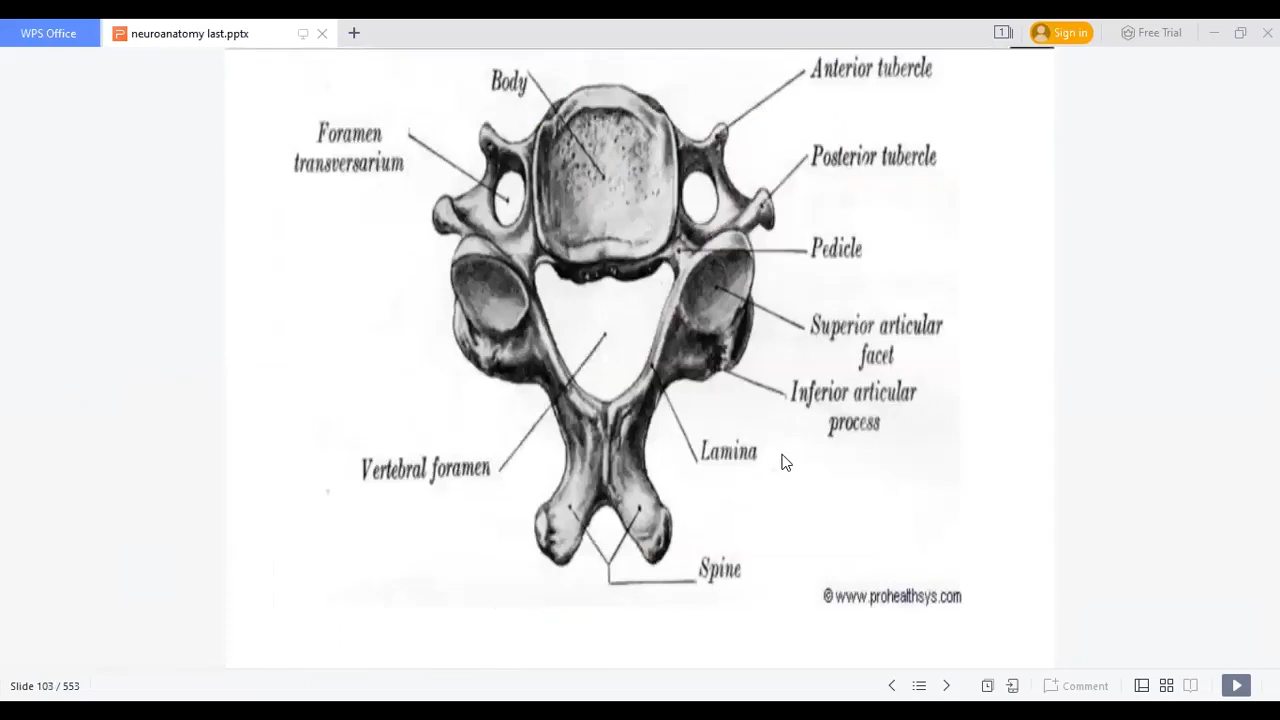 WPS Office
neuroanatomy last.pptx
1
Sign in
Free Trial
Body
Anterior tubercle
Foramen
transversarium
Posterior tubercle
Pedicle
Superior articular
facet
Inferior articular
process
Lamina
Vertebral foramen
Spine
© www.prohealthsys.com
Slide 103 / 553
Comment